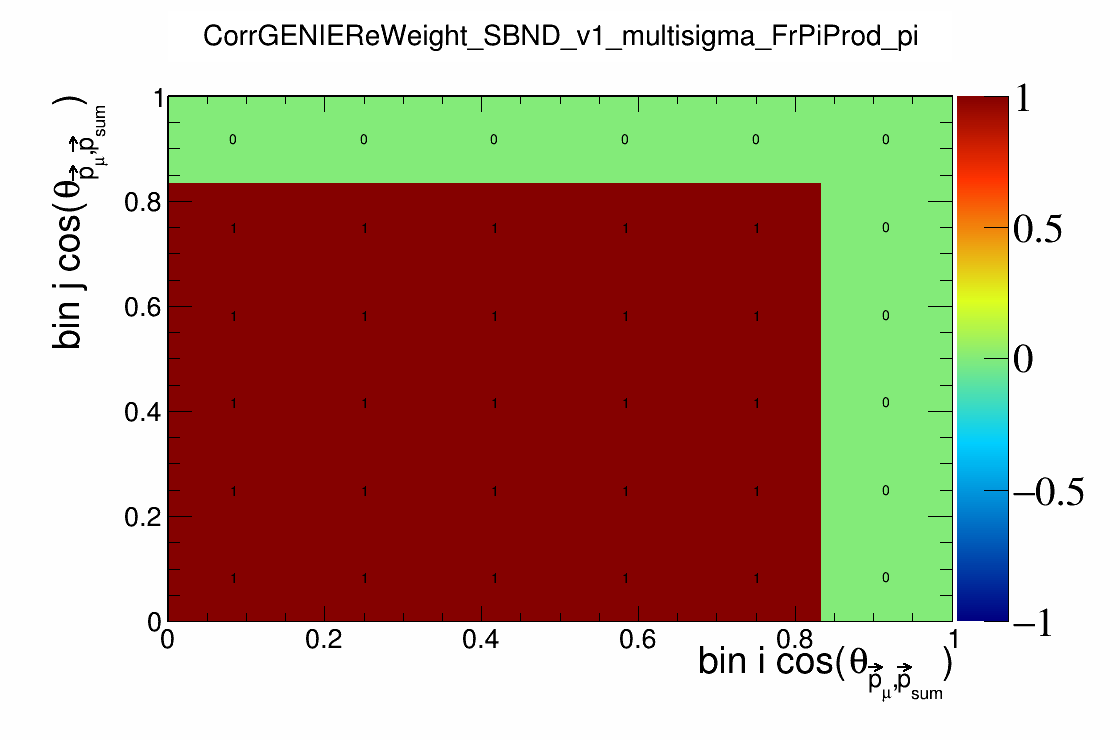 CorrGENIEReWeight_SBND_v1_multisigma_FrPiProd_pi
bin j cos(θ p⃗μ,p⃗sum)
1
0 0 0 0 0 0
0.8
1 1 1 1 1 0
0.6
1 1 1 1 1 0
0.4
1 1 1 1 1 0
0.2
1 1 1 1 1 0
1 1 1 1 1 0
0
0 0.2 0.4 0.6 0.8 1
bin i cos(θ p⃗μ,p⃗sum)
1
0.5
0
−0.5
−1